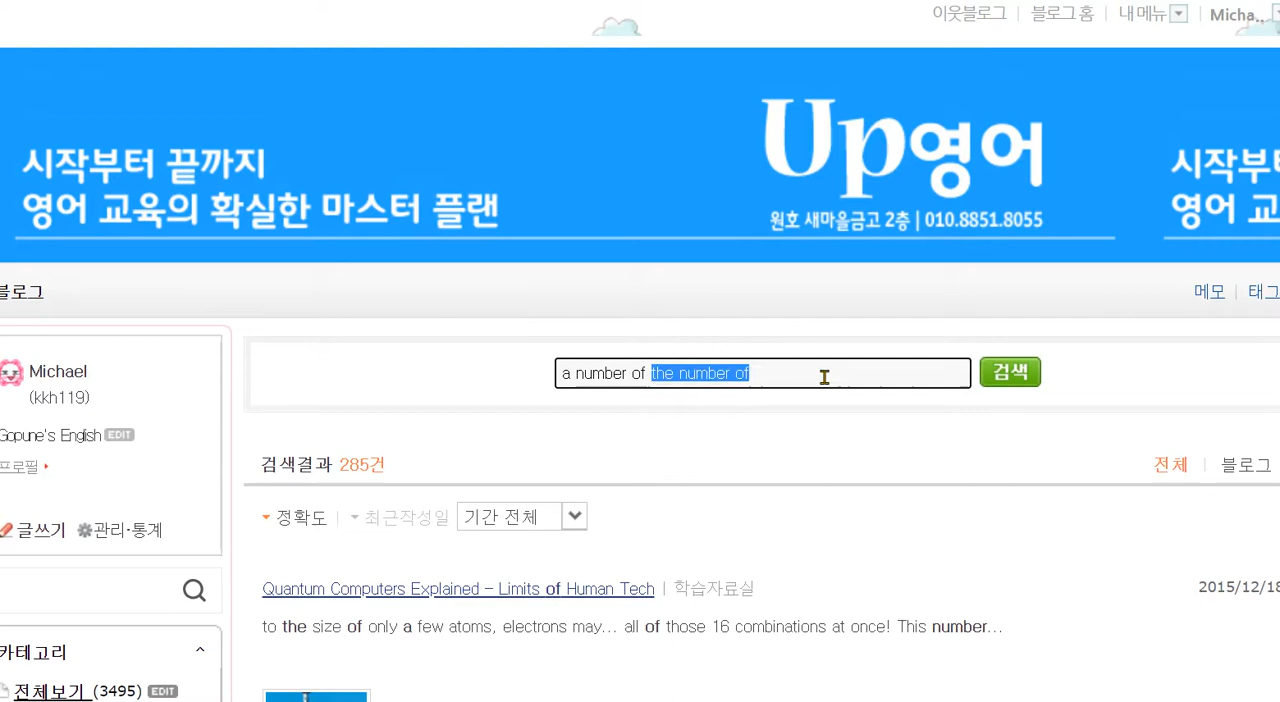 이웃블로그 | 블로그 홈 | 내 메뉴 | Micha..
시작부터 끝까지
영어 교육의 확실한 마스터 플랜
Up영어
원호 새마을금고 2층 | 010.8851.8055
시작부
영어 교
블로그
메모 | 태그
Michael
(kkh119)
Gopune's English EDIT
프로필
글쓰기 관리·통계
카테고리
전체보기 (3495) EDIT
a number of the number of
검색
검색결과 285건
전체 | 블로그
정확도 | 최근작성일 기간 전체
Quantum Computers Explained – Limits of Human Tech | 학습자료실
2015/12/18
to the size of only a few atoms, electrons may... all of those 16 combinations at once! This number...